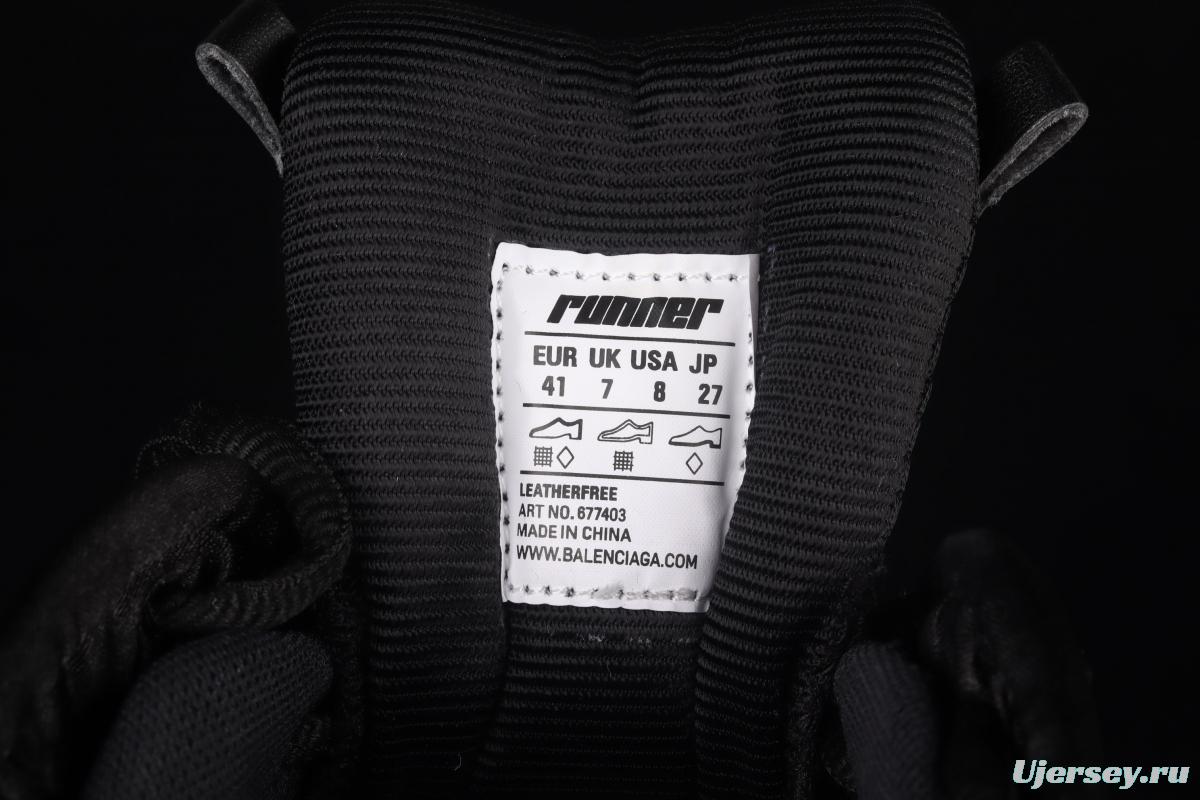 runner
EUR UK USA JP
41 7 8 27
LEATHERFREE
ART NO. 677403
MADE IN CHINA
WWW.BALENCIAGA.COM
Ujersey.ru